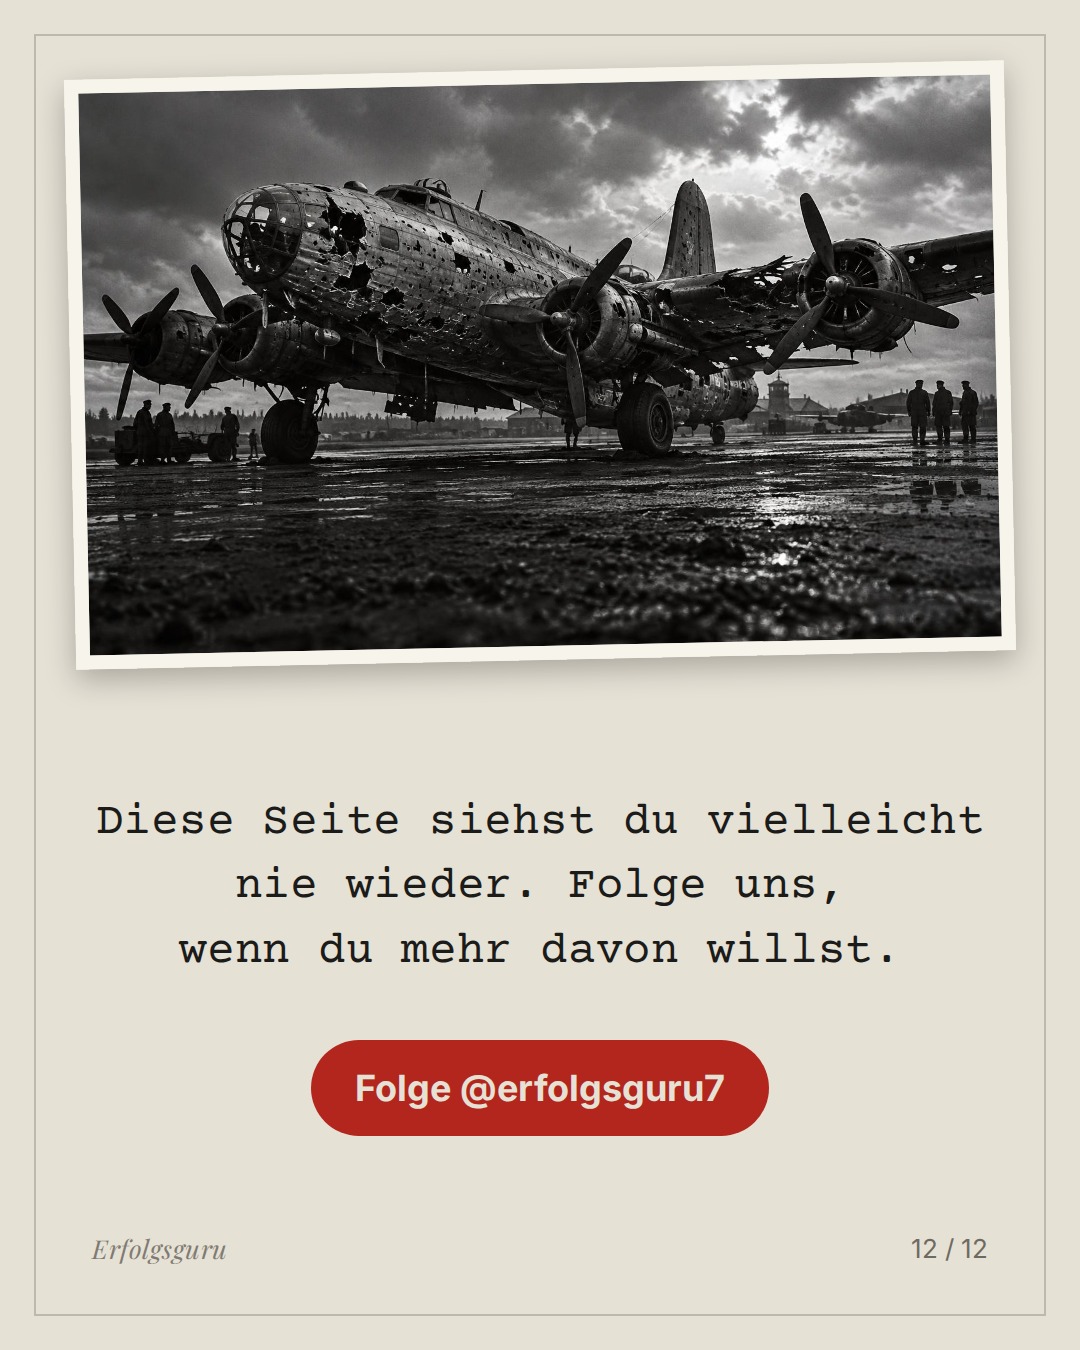 Diese Seite siehst du vielleicht
nie wieder. Folge uns,
wenn du mehr davon willst.
Folge @erfolgsguru7
Erfolgsguru
12 / 12